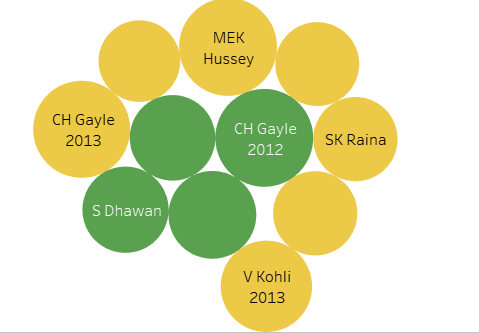 MEK
Hussey
CH Gayle
2013
CH Gayle
2012
SK Raina
S Dhawan
V Kohli
2013